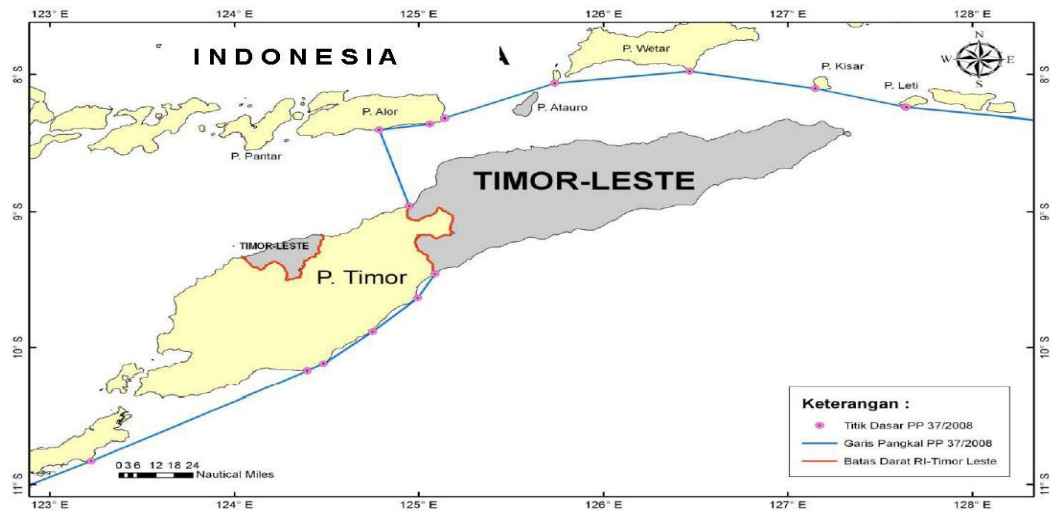 123°E 124°E 125°E 126°E 127°E 128°E
INDONESIA
P. Wetar
N
W E
S
8°S 8°S
P. Kisar
P. Leti
P. Alor
P. Atauro
P. Pantar
TIMOR-LESTE
9°S 9°S
TIMOR-LESTE
P. Timor
10°S 10°S
Keterangan :
Titik Dasar PP 37/2008
Garis Pangkal PP 37/2008
Batas Darat RI-Timor Leste
0 3 6 12 18 24
Nautical Miles
11°S 11°S
123°E 124°E 125°E 126°E 127°E 128°E